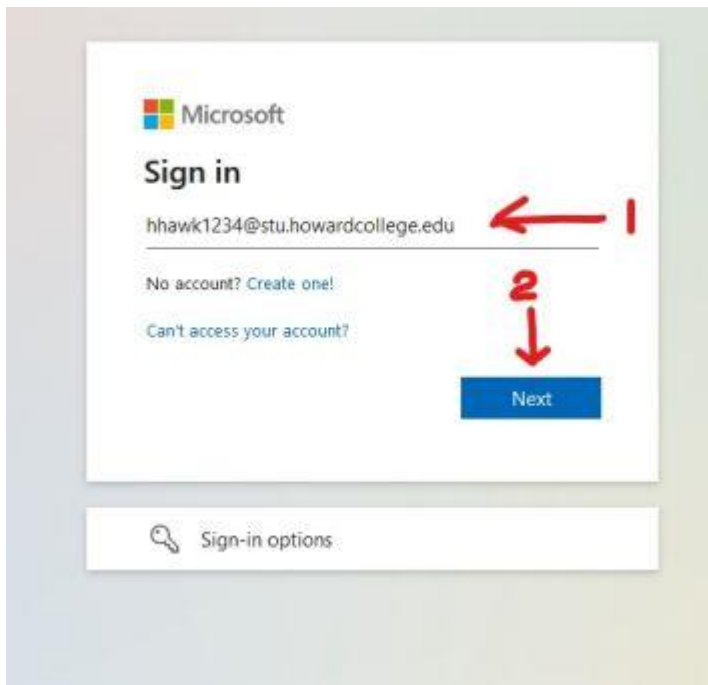 Microsoft
Sign in
hhawk1234@stu.howardcollege.edu
1
No account? Create one!
2
Can't access your account?
Next
Sign-in options